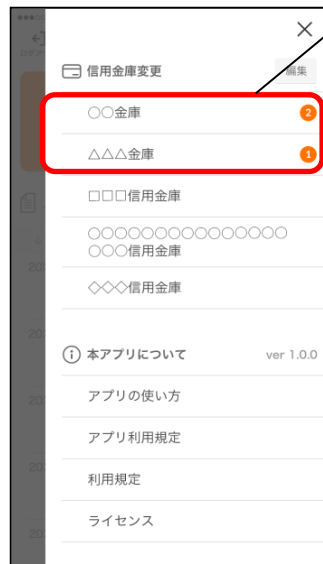 信用金庫変更
編集
○○金庫
2
△△△金庫
1
□□□信用金庫
○○○○○○○○○○○○○○○
○○○信用金庫
◇◇◇信用金庫
本アプリについて
ver 1.0.0
アプリの使い方
アプリ利用規定
利用規定
ライセンス